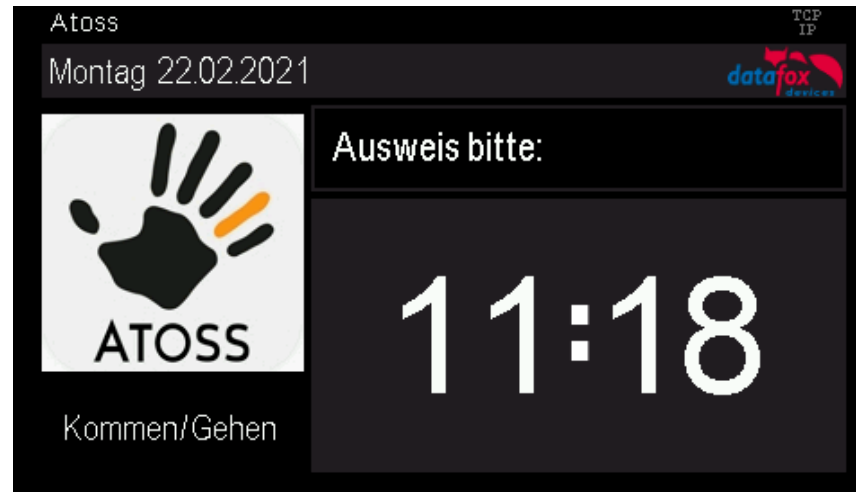 Atoss
TCP
IP
Montag 22.02.2021
datafox
devices
Ausweis bitte:
11:18
ATOSS
Kommen/Gehen